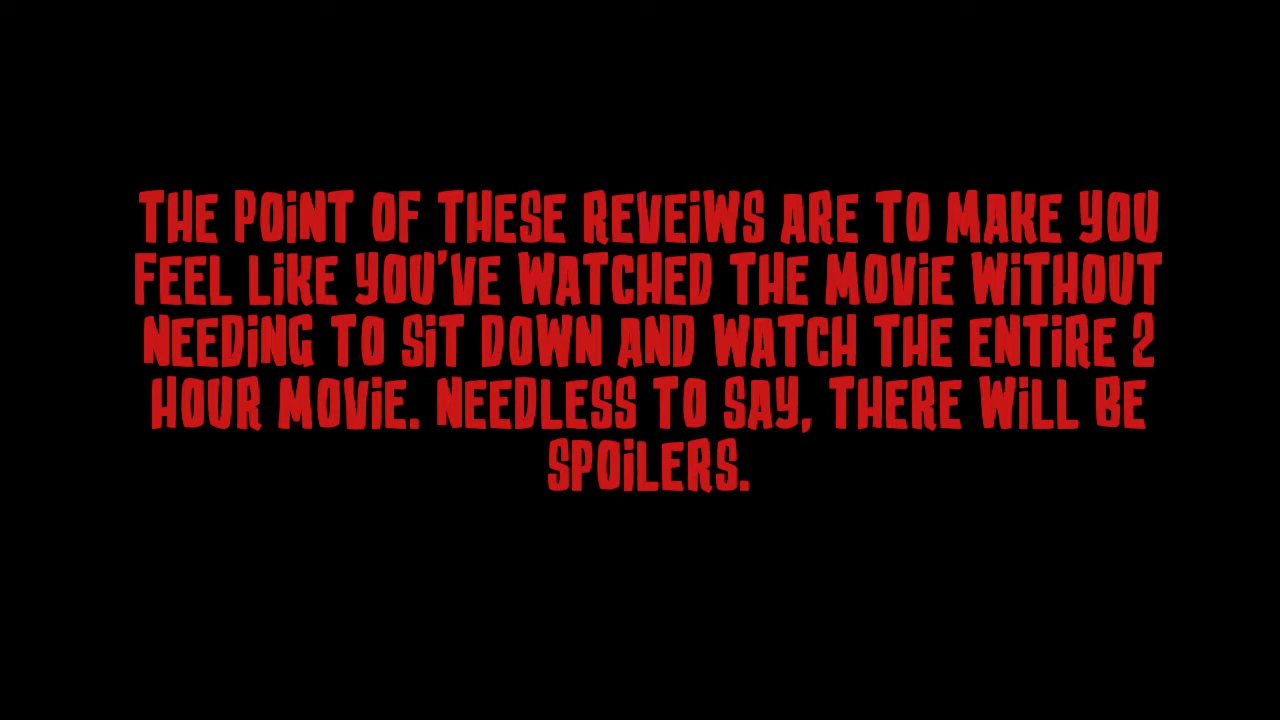 THE POiNT OF THESE REVEiWS ARE TO MAKE YOU
FEEL LiKE YOU'VE WATCHED THE MOViE WiTHOUT
NEEDiNG TO SiT DOWN AND WATCH THE ENTiRE 2
HOUR MOViE. NEEDLESS TO SAY, THERE WiLL BE
SPOiLERS.